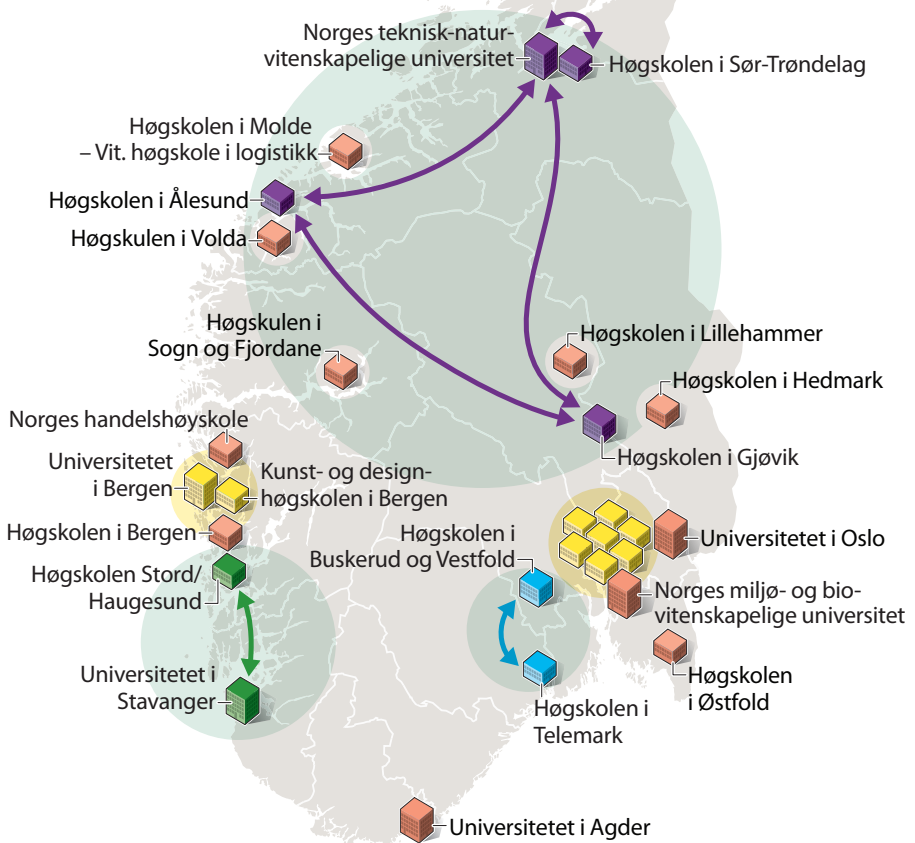 Norges teknisk-natur-
vitenskapelige universitet
Høgskolen i Sør-Trøndelag
Høgskolen i Molde
– Vit. høgskole i logistikk
Høgskolen i Ålesund
Høgskulen i Volda
Høgskulen i
Sogn og Fjordane
Høgskolen i Lillehammer
Høgskolen i Hedmark
Norges handelshøyskole
Høgskolen i Gjøvik
Universitetet
i Bergen
Kunst- og design-
høgskolen i Bergen
Høgskolen i Bergen
Høgskolen i
Buskerud og Vestfold
Universitetet i Oslo
Høgskolen Stord/
Haugesund
Norges miljø- og bio-
vitenskapelige universitet
Universitetet i
Stavanger
Høgskolen i
Telemark
Høgskolen
i Østfold
Universitetet i Agder